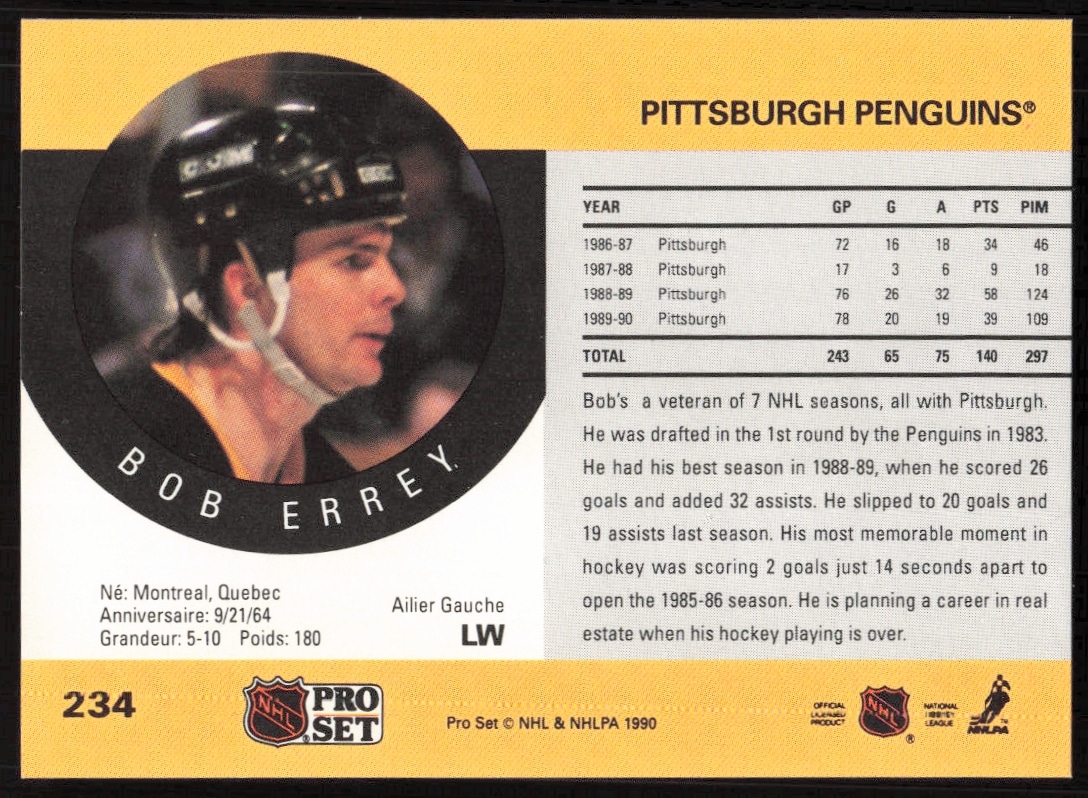 PITTSBURGH PENGUINS®
YEAR GP G A PTS PIM
1986-87 Pittsburgh 72 16 18 34 46
1987-88 Pittsburgh 17 3 6 9 18
1988-89 Pittsburgh 76 26 32 58 124
1989-90 Pittsburgh 78 20 19 39 109
TOTAL 243 65 75 140 297
Bob's a veteran of 7 NHL seasons, all with Pittsburgh.
He was drafted in the 1st round by the Penguins in 1983.
He had his best season in 1988-89, when he scored 26
goals and added 32 assists. He slipped to 20 goals and
19 assists last season. His most memorable moment in
hockey was scoring 2 goals just 14 seconds apart to
open the 1985-86 season. He is planning a career in real
estate when his hockey playing is over.
BOB ERREY
Né: Montreal, Quebec
Anniversaire: 9/21/64
Grandeur: 5-10 Poids: 180
Ailier Gauche
LW
234
NHL PRO
SET
Pro Set © NHL & NHLPA 1990
OFFICIAL
LICENSED
PRODUCT
NHL
®
NATIONAL
HOCKEY
LEAGUE
NHLPA